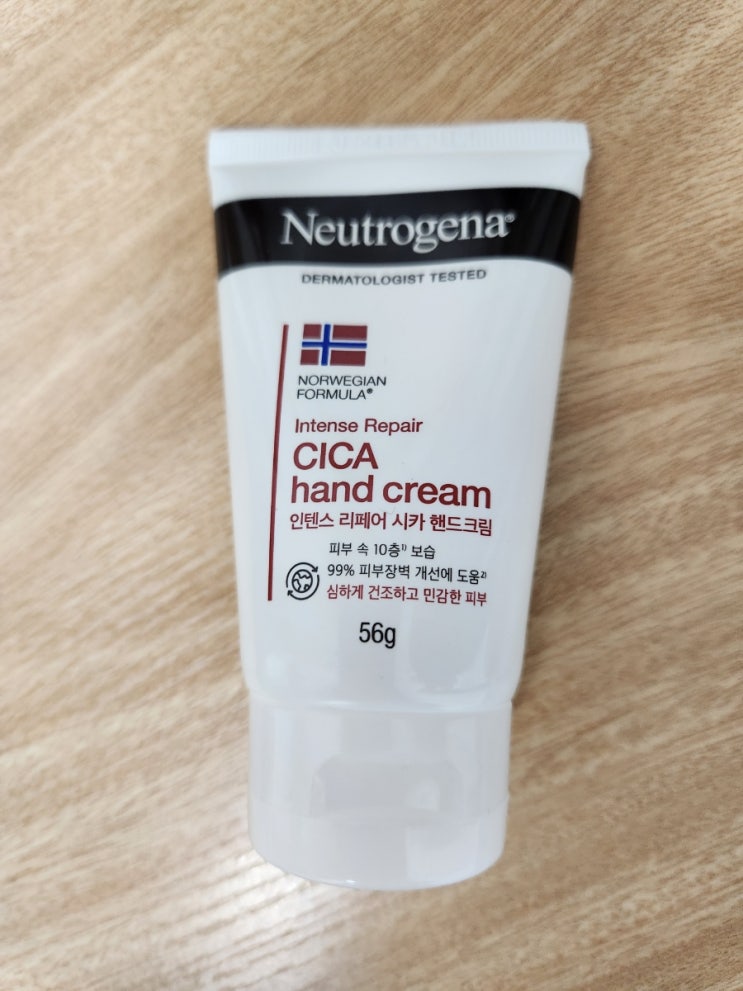 Neutrogena®
DERMATOLOGIST TESTED
NORWEGIAN
FORMULA®
Intense Repair
CICA
hand cream
인텐스 리페어 시카 핸드크림
피부 속 10층¹⁾ 보습
99% 피부장벽 개선에 도움²⁾
심하게 건조하고 민감한 피부
56g